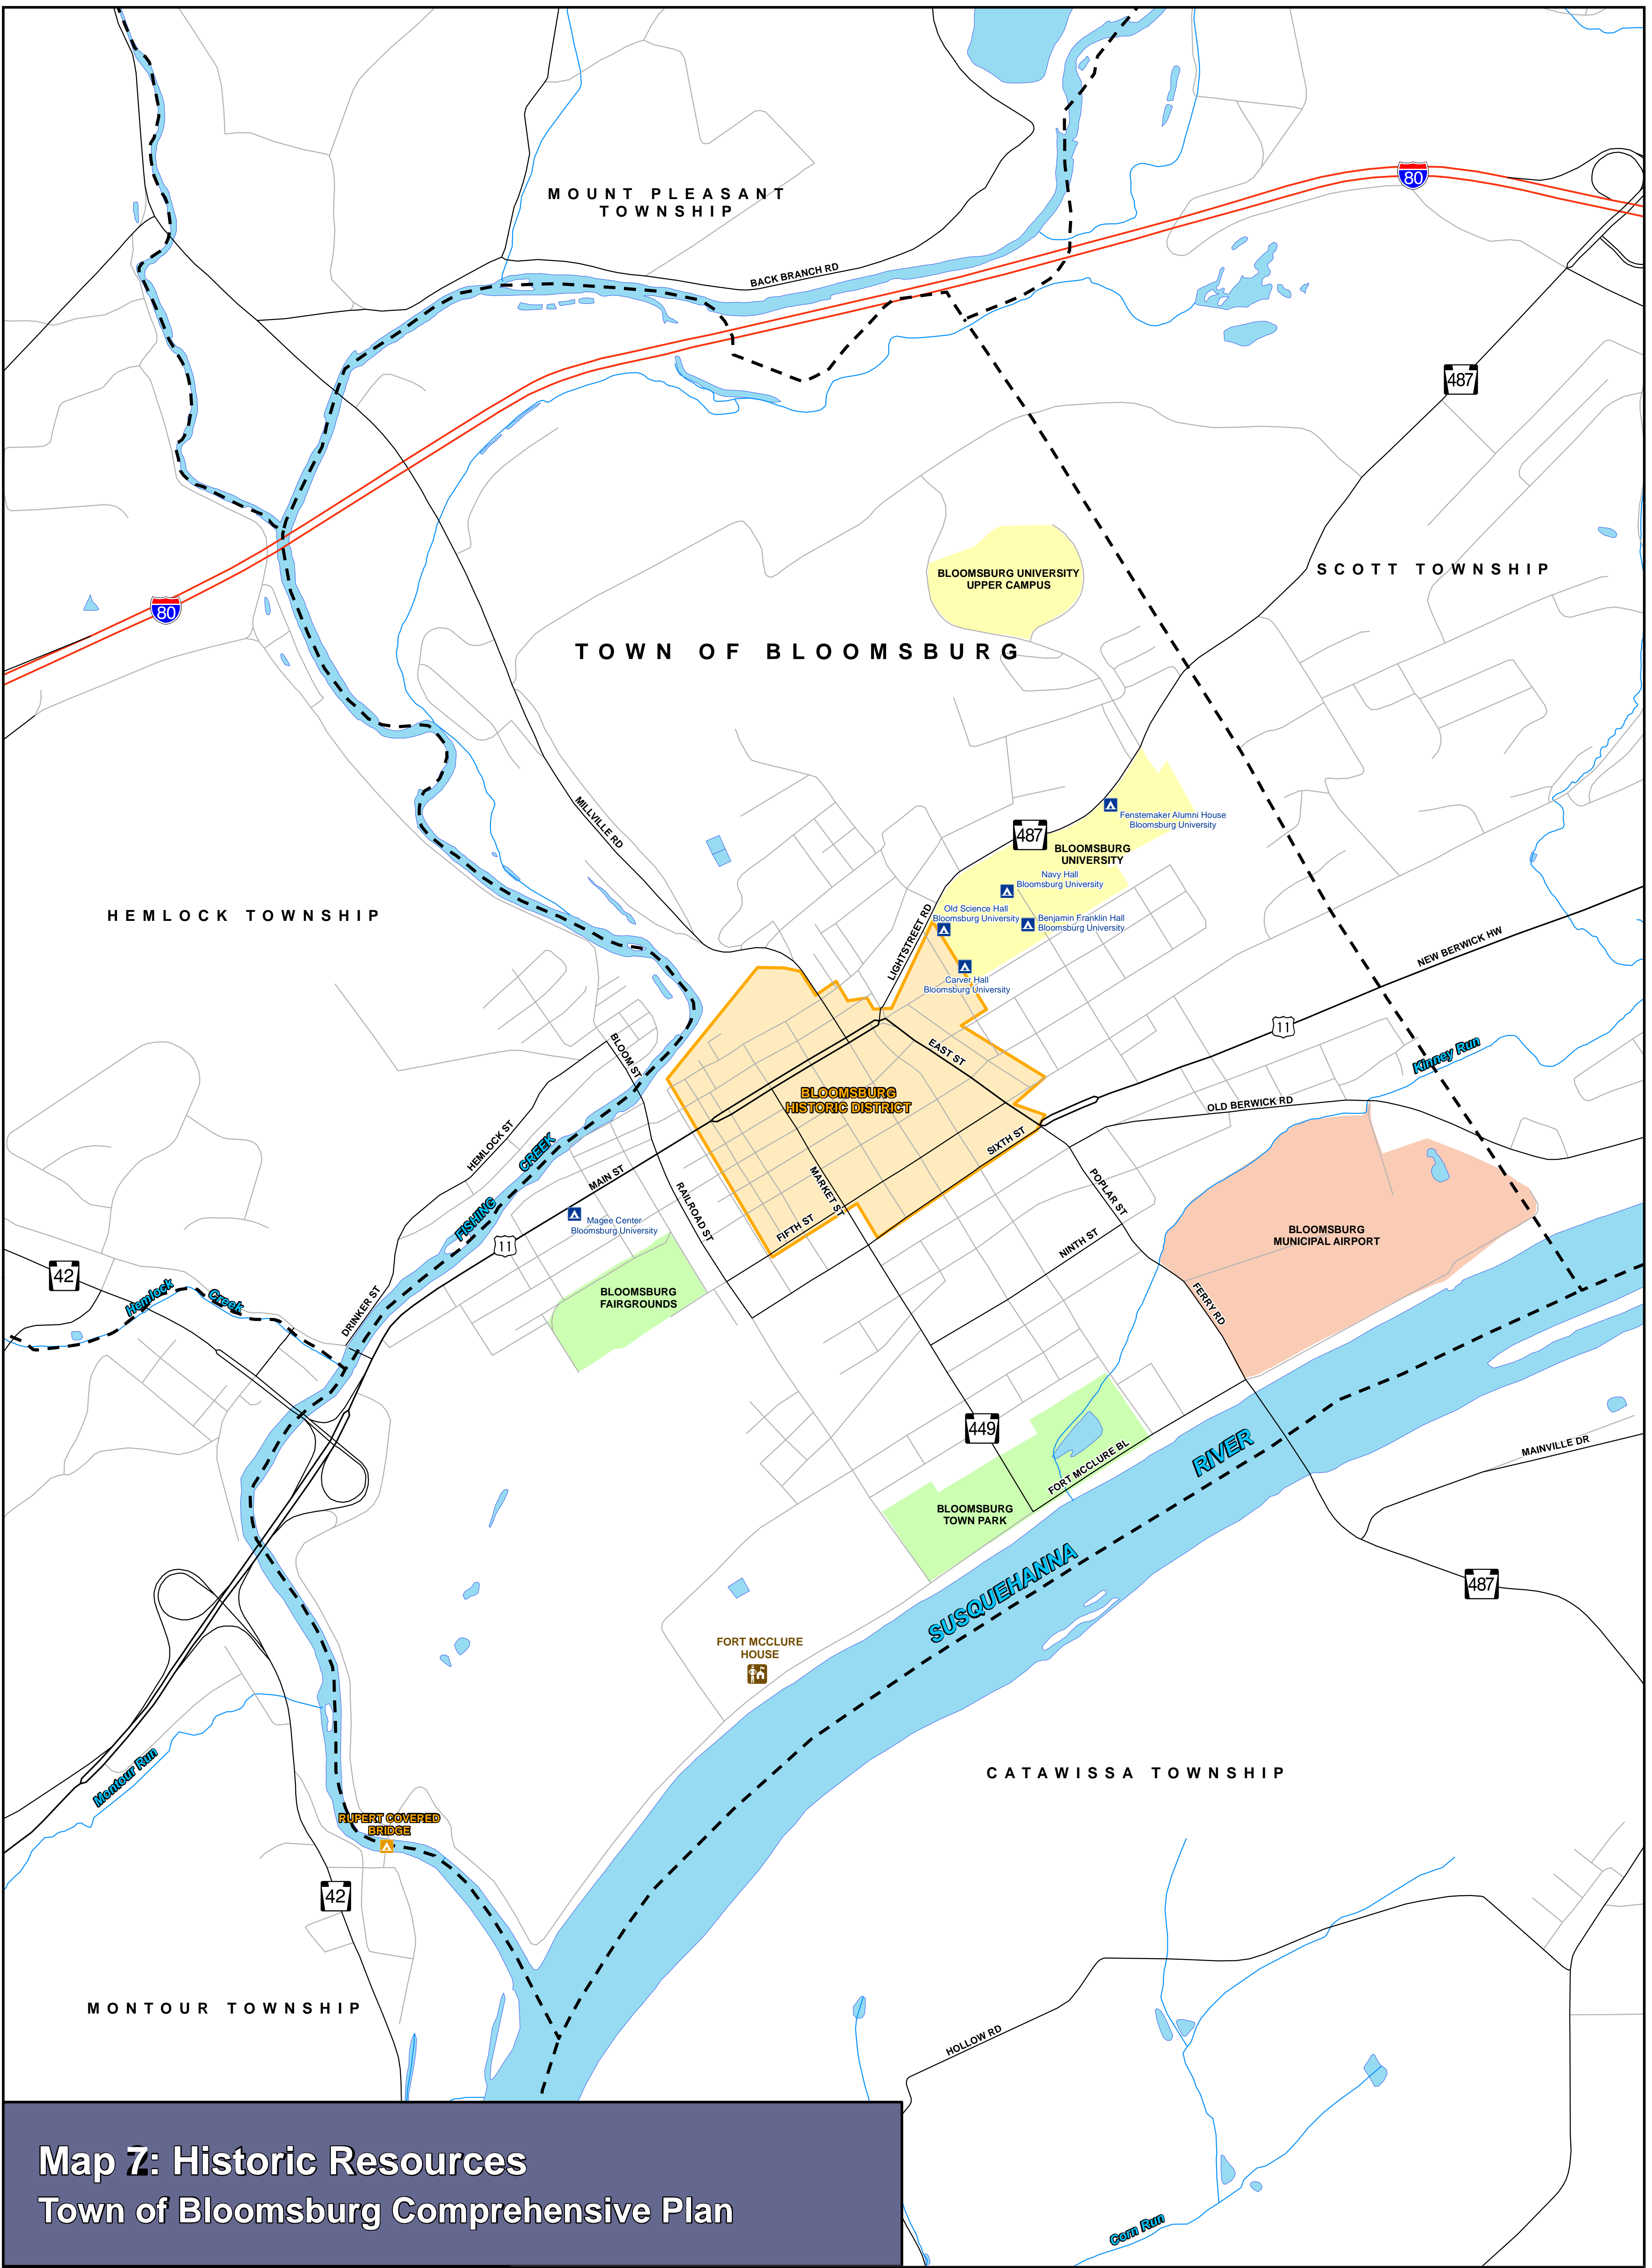 MOUNT PLEASANT
TOWNSHIP
80
BACK BRANCH RD
487
BLOOMSBURG UNIVERSITY
UPPER CAMPUS
SCOTT TOWNSHIP
80
TOWN OF BLOOMSBURG
MILLVILLE RD
Fenstemaker Alumni House
Bloomsburg University
487
BLOOMSBURG
UNIVERSITY
Navy Hall
Bloomsburg University
HEMLOCK TOWNSHIP
Old Science Hall
Bloomsburg University
Benjamin Franklin Hall
Bloomsburg University
LIGHTSTREET RD
NEW BERWICK HW
Carver Hall
Bloomsburg University
11
BLOOM ST
EAST ST
Kinney Run
BLOOMSBURG
HISTORIC DISTRICT
OLD BERWICK RD
HEMLOCK ST
SIXTH ST
FISHING CREEK
MAIN ST
MARKET ST
POPLAR ST
RAILROAD ST
Magee Center
Bloomsburg University
FIFTH ST
BLOOMSBURG
MUNICIPAL AIRPORT
11
NINTH ST
42
Hemlock Creek
DRINKER ST
BLOOMSBURG
FAIRGROUNDS
FERRY RD
449
RIVER
MAINVILLE DR
FORT MCCLURE BL
BLOOMSBURG
TOWN PARK
SUSQUEHANNA
487
FORT MCCLURE
HOUSE
Montour Run
CATAWISSA TOWNSHIP
RUPERT COVERED
BRIDGE
42
MONTOUR TOWNSHIP
HOLLOW RD
Corn Run
Map 7: Historic Resources
Town of Bloomsburg Comprehensive Plan